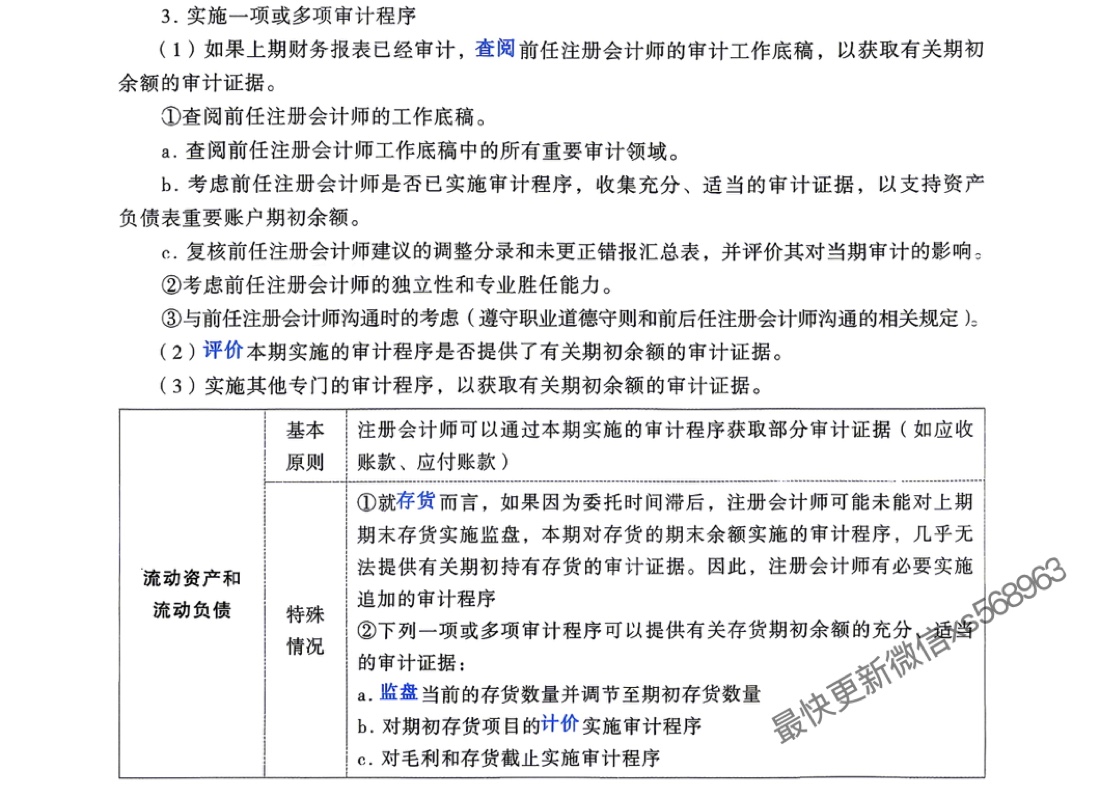 3. 实施一项或多项审计程序
（1）如果上期财务报表已经审计，查阅前任注册会计师的审计工作底稿，以获取有关期初
余额的审计证据。
①查阅前任注册会计师的工作底稿。
a. 查阅前任注册会计师工作底稿中的所有重要审计领域。
b. 考虑前任注册会计师是否已实施审计程序，收集充分、适当的审计证据，以支持资产
负债表重要账户期初余额。
c. 复核前任注册会计师建议的调整分录和未更正错报汇总表，并评价其对当期审计的影响。
②考虑前任注册会计师的独立性和专业胜任能力。
③与前任注册会计师沟通时的考虑（遵守职业道德守则和前后任注册会计师沟通的相关规定）。
（2）评价本期实施的审计程序是否提供了有关期初余额的审计证据。
（3）实施其他专门的审计程序，以获取有关期初余额的审计证据。
流动资产和
流动负债
基本
原则
注册会计师可以通过本期实施的审计程序获取部分审计证据（如应收
账款、应付账款）
特殊
情况
①就存货而言，如果因为委托时间滞后，注册会计师可能未能对上期
期末存货实施监盘，本期对存货的期末余额实施的审计程序，几乎无
法提供有关期初持有存货的审计证据。因此，注册会计师有必要实施
追加的审计程序
②下列一项或多项审计程序可以提供有关存货期初余额的充分、适当
的审计证据：
a. 监盘当前的存货数量并调节至期初存货数量
b. 对期初存货项目的计价实施审计程序
c. 对毛利和存货截止实施审计程序
最快更新微信xs568963